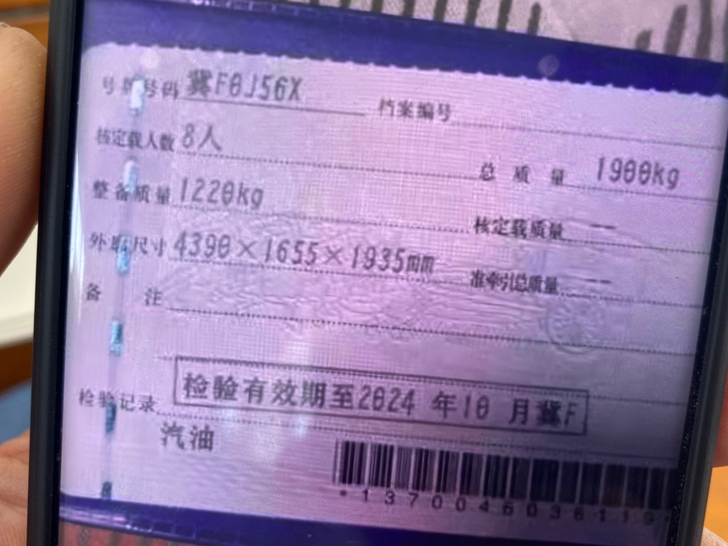 号牌号码 冀F0J56X 档案编号
核定载人数 8人 总质量 1900kg
整备质量 1220kg 核定载质量 --
外廓尺寸 4390×1655×1935mm 准牵引总质量 --
备 注
检验记录 检验有效期至2024 年10 月冀F
汽油
*1370046036119*